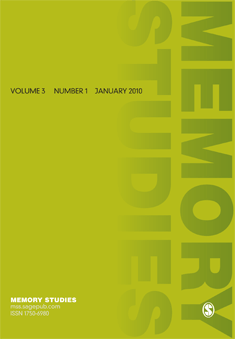 VOLUME 3 NUMBER 1 JANUARY 2010
MEMORY
STUDIES
MEMORY STUDIES
mss.sagepub.com
ISSN 1750-6980
S